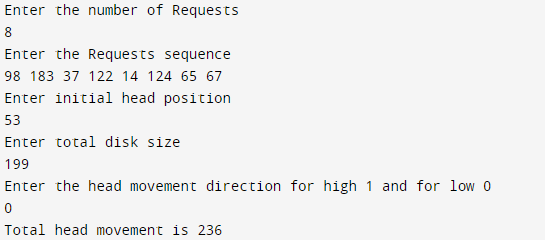 Enter the number of Requests
8
Enter the Requests sequence
98 183 37 122 14 124 65 67
Enter initial head position
53
Enter total disk size
199
Enter the head movement direction for high 1 and for low 0
0
Total head movement is 236